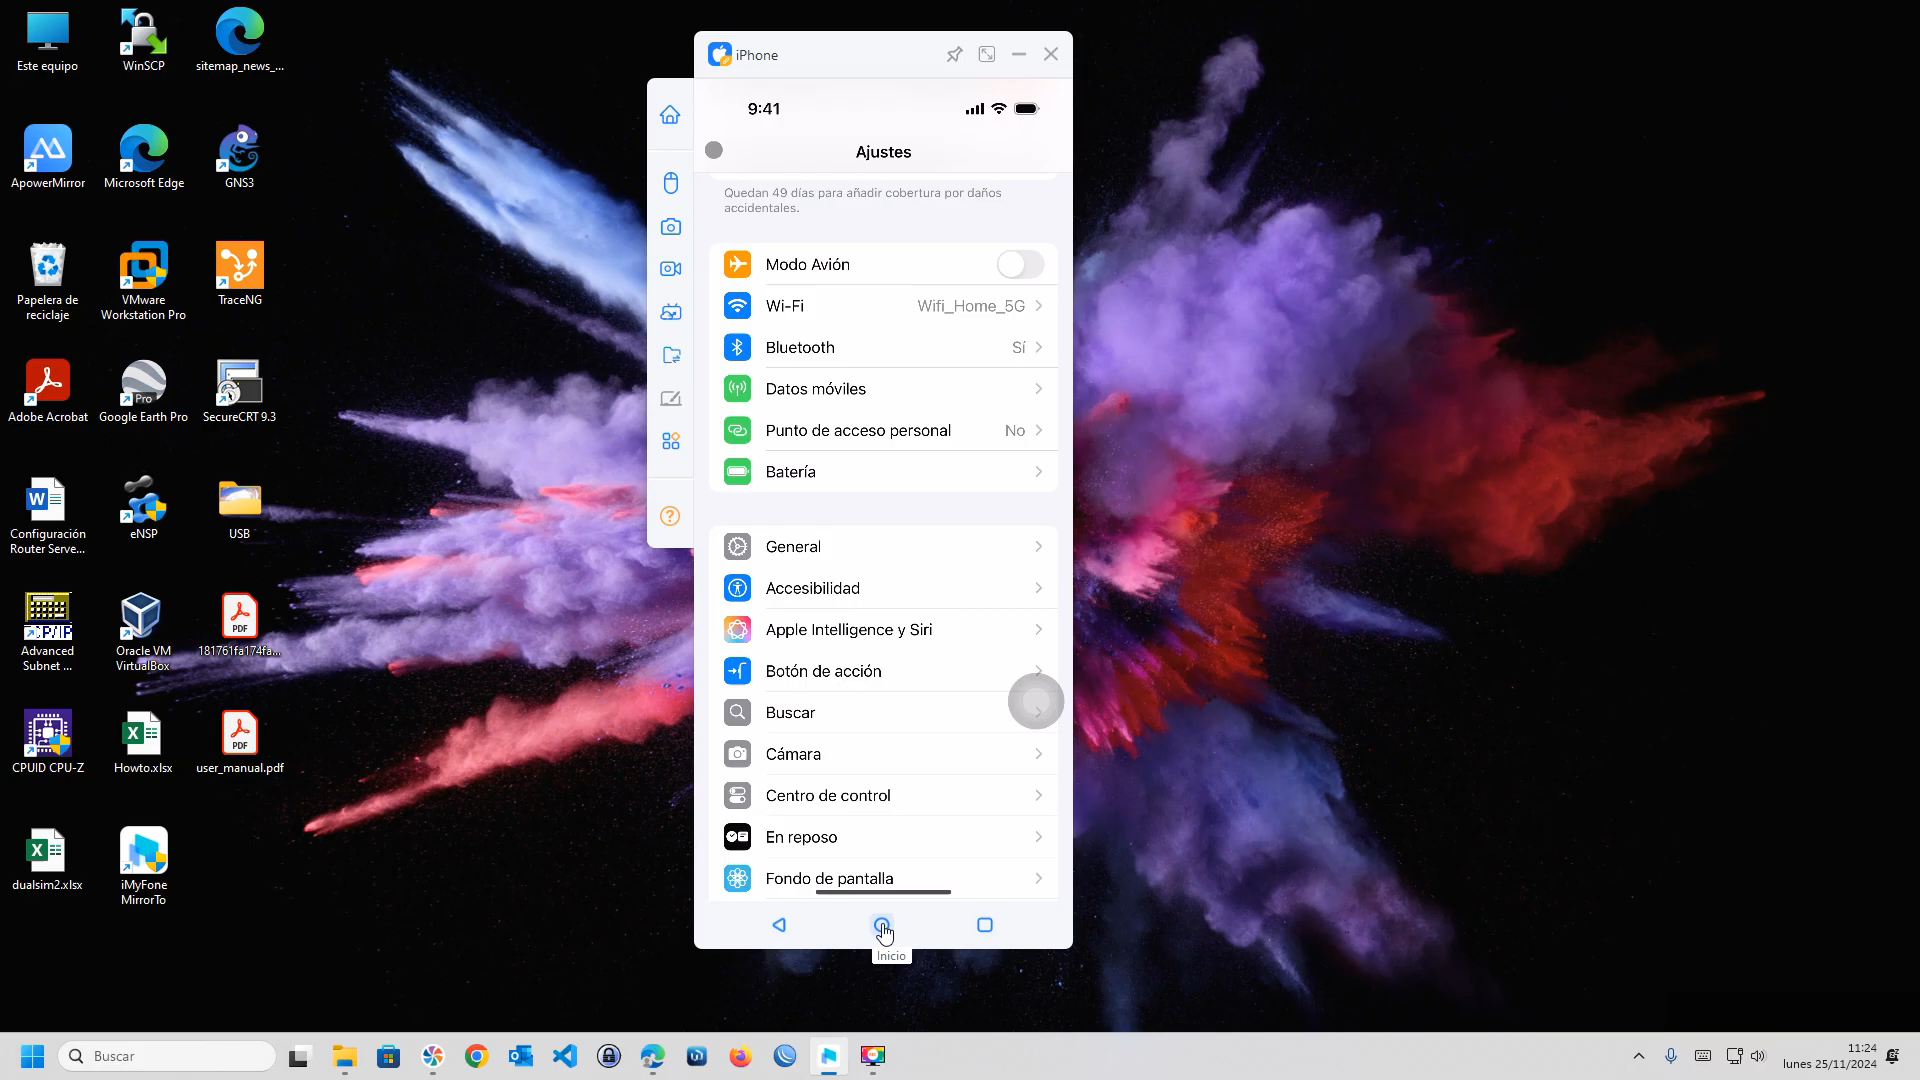 Este equipo
WinSCP
sitemap_news_...
ApowerMirror
Microsoft Edge
GNS3
Papelera de
reciclaje
VMware
Workstation Pro
TraceNG
Adobe Acrobat
Pro
Google Earth Pro
SecureCRT 9.3
Configuración
Router Serve...
eNSP
USB
TCP/IP
Advanced
Subnet ...
Oracle VM
VirtualBox
PDF
181761fa174fa...
CPUID CPU-Z
Howto.xlsx
PDF
user_manual.pdf
dualsim2.xlsx
iMyFone
MirrorTo
iPhone
9:41
Ajustes
Quedan 49 días para añadir cobertura por daños
accidentales.
Modo Avión
Wi-Fi Wifi_Home_5G
Bluetooth Sí
Datos móviles
Punto de acceso personal No
Batería
General
Accesibilidad
Apple Intelligence y Siri
Botón de acción
Buscar
Cámara
Centro de control
En reposo
Fondo de pantalla
Inicio
Buscar
11:24
lunes 25/11/2024